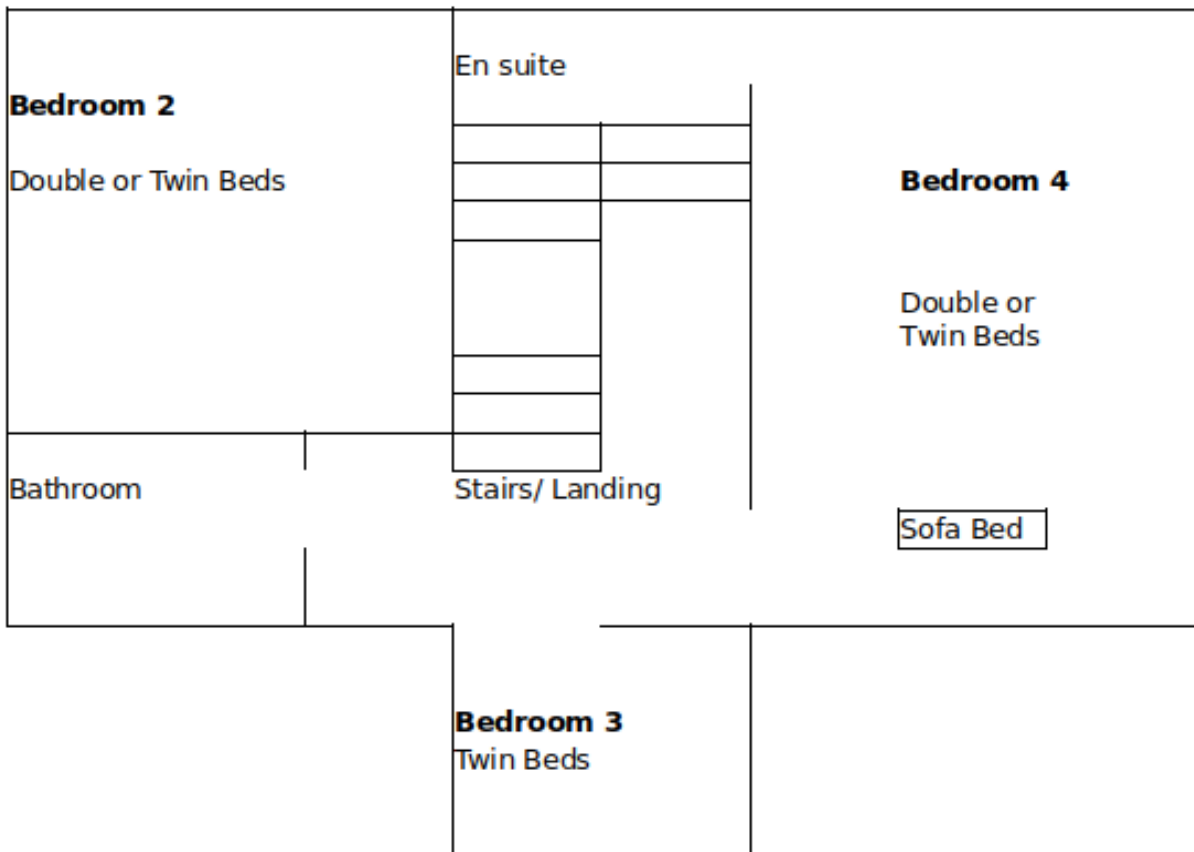 En suite
Bedroom 2
Double or Twin Beds
Bedroom 4
Double or
Twin Beds
Bathroom
Stairs/ Landing
Sofa Bed
Bedroom 3
Twin Beds